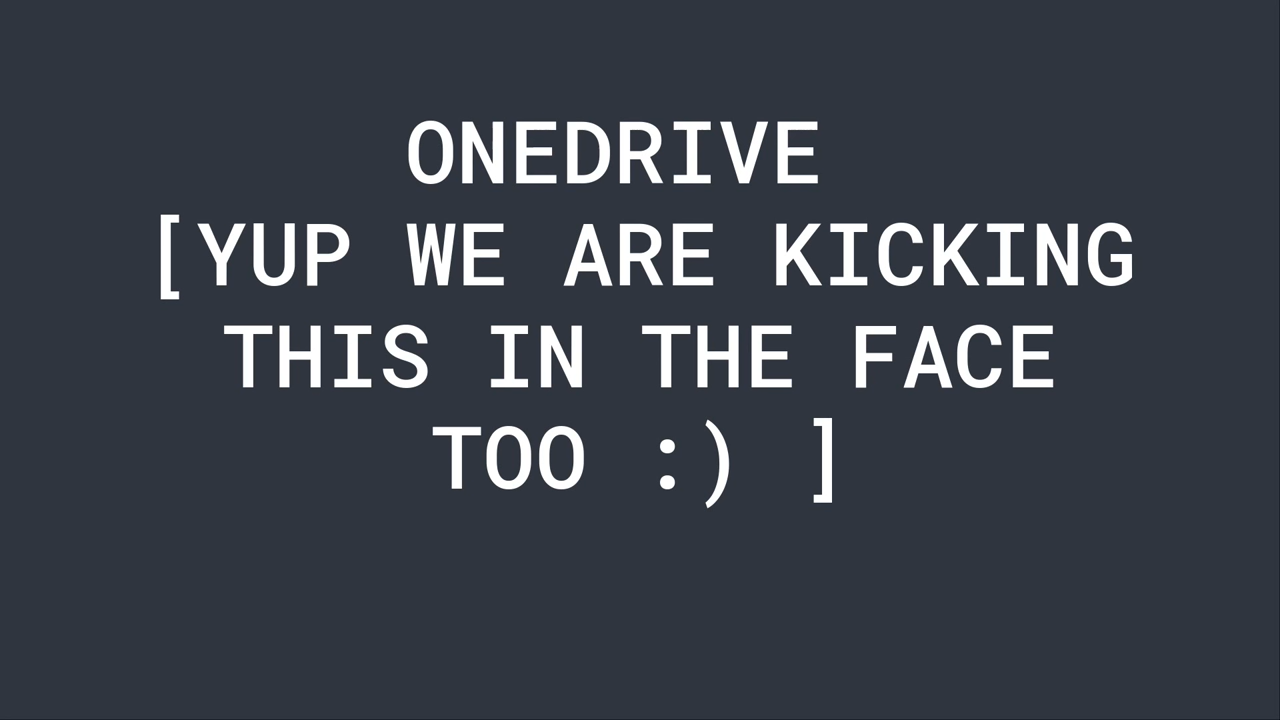 ONEDRIVE
[YUP WE ARE KICKING
THIS IN THE FACE
TOO :) ]